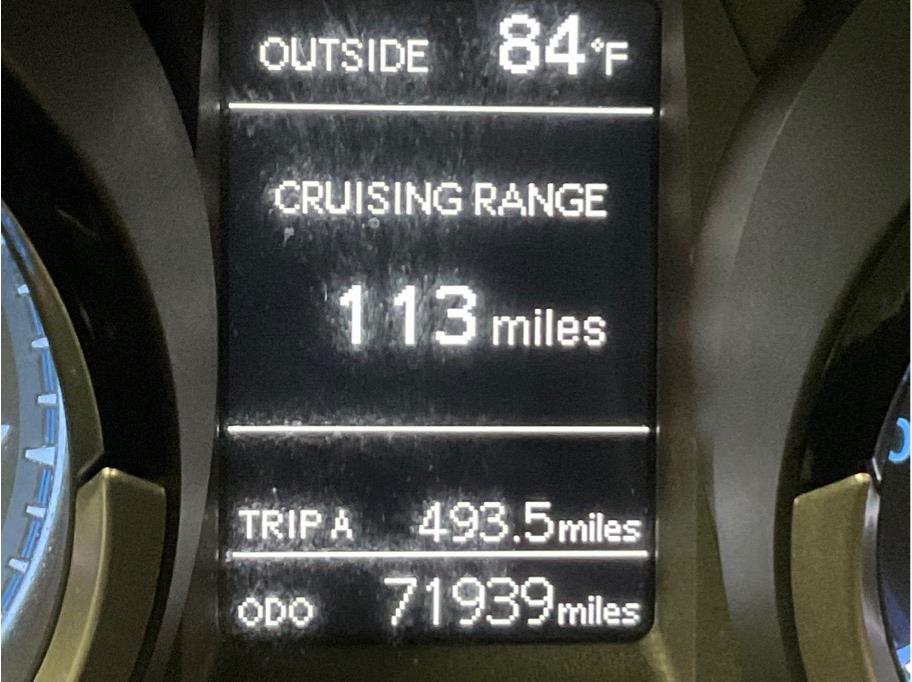 OUTSIDE 84°F
CRUISING RANGE
113 miles
TRIP A 493.5 miles
ODO 71939 miles